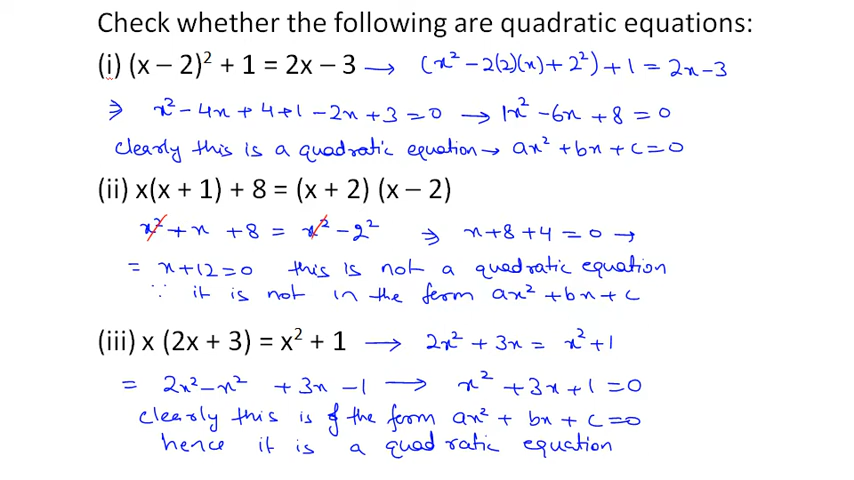 Check whether the following are quadratic equations:
(i) (x – 2)² + 1 = 2x – 3 → (x² – 2(2)(x) + 2²) + 1 = 2x – 3
⇒ x² – 4x + 4 + 1 – 2x + 3 = 0 → 1x² – 6x + 8 = 0
clearly this is a quadratic equation → ax² + bx + c = 0
(ii) x(x + 1) + 8 = (x + 2) (x – 2)
x² + x + 8 = x² – 2² ⇒ x + 8 + 4 = 0 →
= x + 12 = 0 this is not a quadratic equation
∵ it is not in the form ax² + bx + c
(iii) x (2x + 3) = x² + 1 → 2x² + 3x = x² + 1
= 2x² – x² + 3x – 1 → x² + 3x + 1 = 0
clearly this is of the form ax² + bx + c = 0
hence it is a quadratic equation